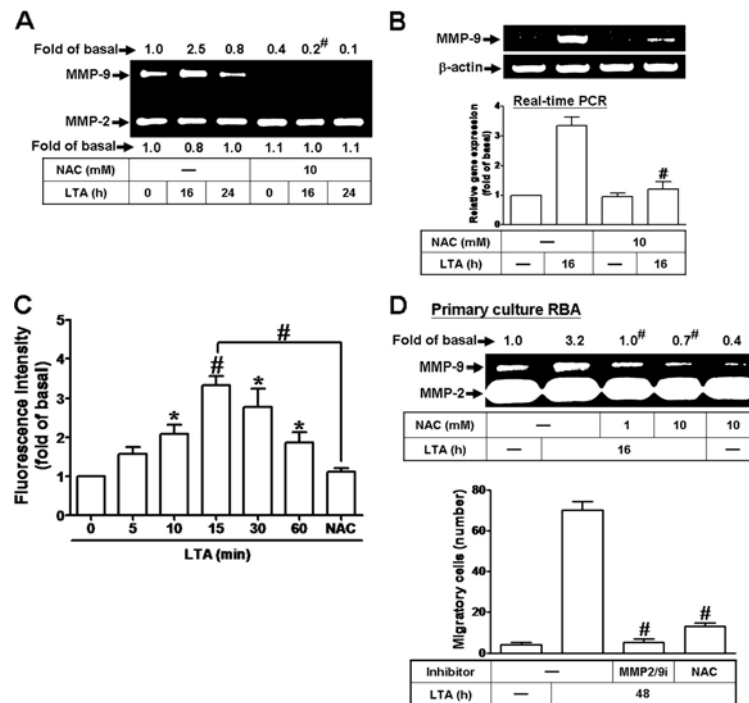 A
Fold of basal 1.0 2.5 0.8 0.4 0.2# 0.1
MMP-9
MMP-2
Fold of basal 1.0 0.8 1.0 1.1 1.0 1.1
NAC (mM) — 10
LTA (h) 0 16 24 0 16 24
B
MMP-9
β-actin
Real-time PCR
Relative gene expression
(fold of basal)
4
3
2
1
0
#
NAC (mM) — 10
LTA (h) — 16 — 16
C
Fluorescence Intensity
(fold of basal)
5
4
3
2
1
0
* # * * #
0 5 10 15 30 60 NAC
LTA (min)
D
Primary culture RBA
Fold of basal 1.0 3.2 1.0# 0.7# 0.4
MMP-9
MMP-2
NAC (mM) — 1 10 10
LTA (h) — 16 —
Migratory cells (number)
80
60
40
20
0
# #
Inhibitor — MMP2/9i NAC
LTA (h) — 48